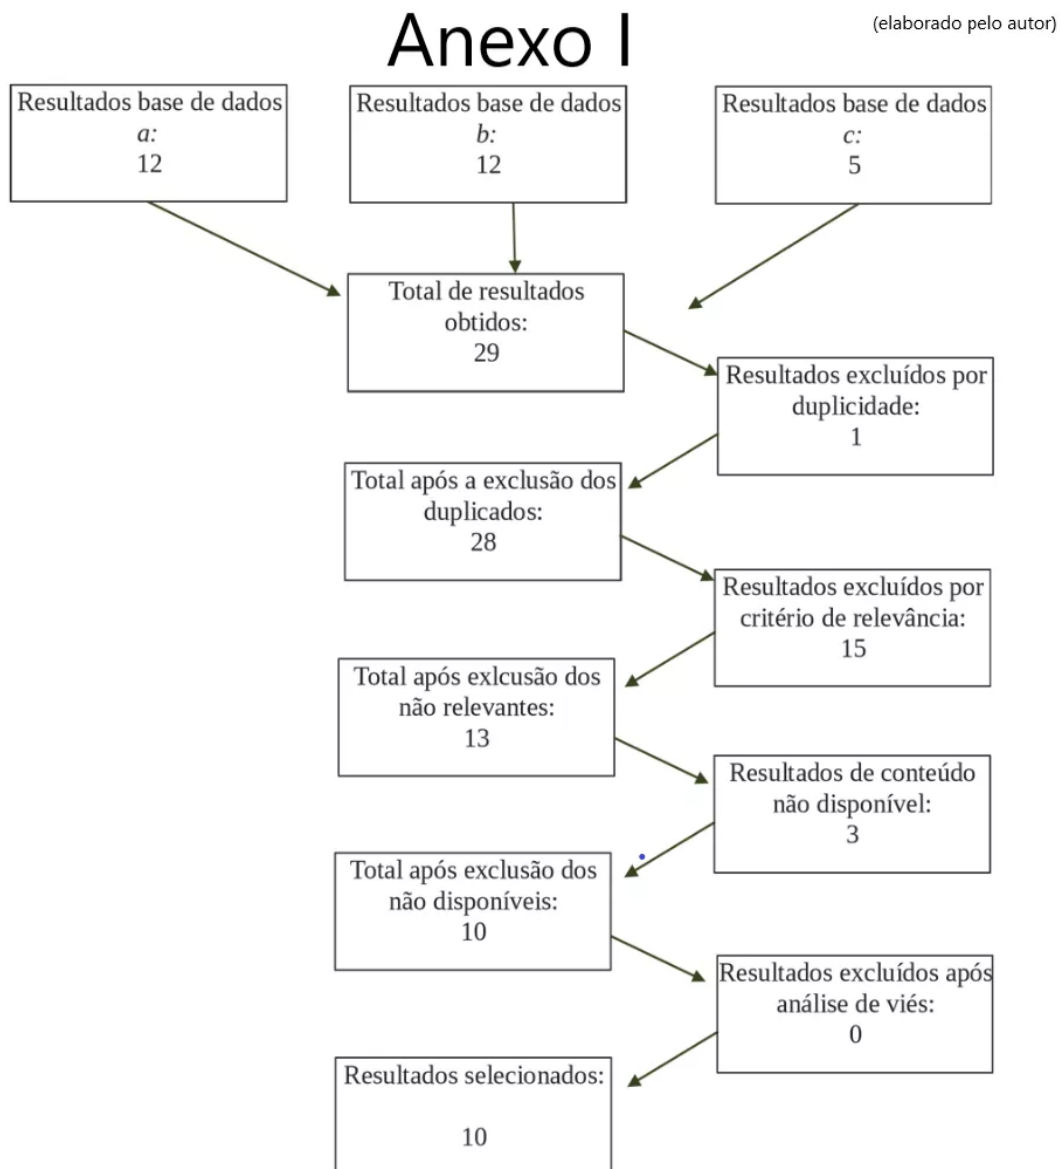 Anexo I
(elaborado pelo autor)
Resultados base de dados
a:
12
Resultados base de dados
b:
12
Resultados base de dados
c:
5
Total de resultados
obtidos:
29
Resultados excluídos por
duplicidade:
1
Total após a exclusão dos
duplicados:
28
Resultados excluídos por
critério de relevância:
15
Total após exlcusão dos
não relevantes:
13
Resultados de conteúdo
não disponível:
3
Total após exclusão dos
não disponíveis:
10
Resultados excluídos após
análise de viés:
0
Resultados selecionados:
10